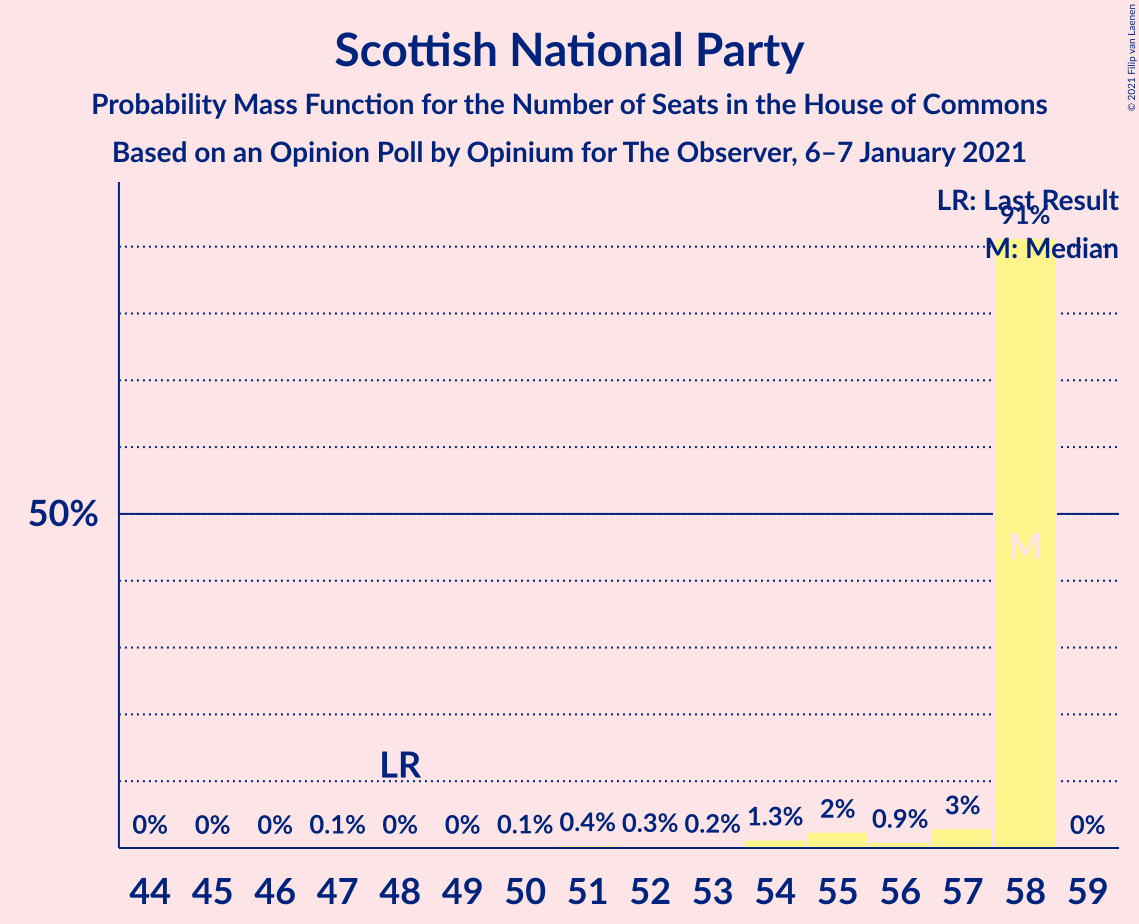 Scottish National Party
Probability Mass Function for the Number of Seats in the House of Commons
Based on an Opinion Poll by Opinium for The Observer, 6–7 January 2021
© 2021 Filip van Laenen
LR: Last Result
91%
M: Median
50%
M
LR
0% 0% 0% 0.1% 0% 0% 0.1% 0.4% 0.3% 0.2% 1.3% 2% 0.9% 3% 0%
44 45 46 47 48 49 50 51 52 53 54 55 56 57 58 59